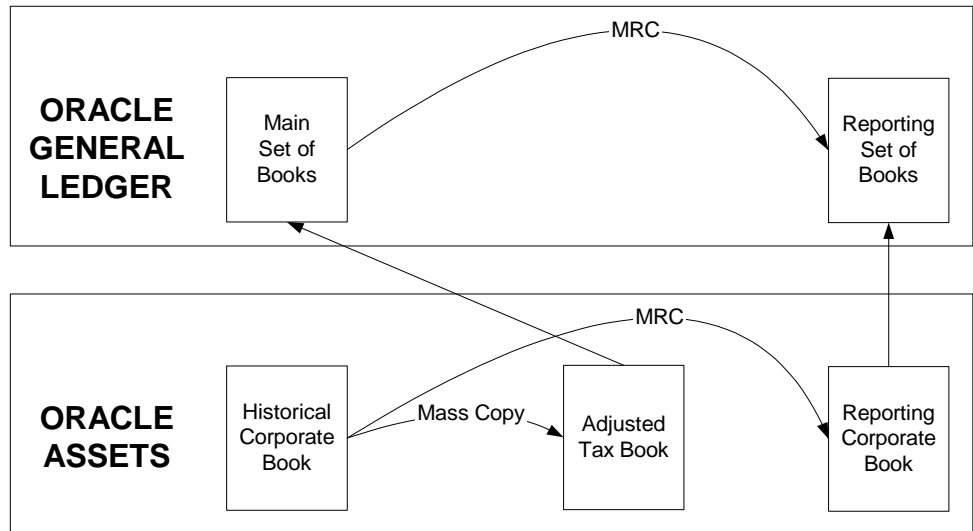 MRC
ORACLE
GENERAL
LEDGER
Main
Set of
Books
Reporting
Set of
Books
MRC
ORACLE
ASSETS
Historical
Corporate
Book
Mass Copy
Adjusted
Tax Book
Reporting
Corporate
Book